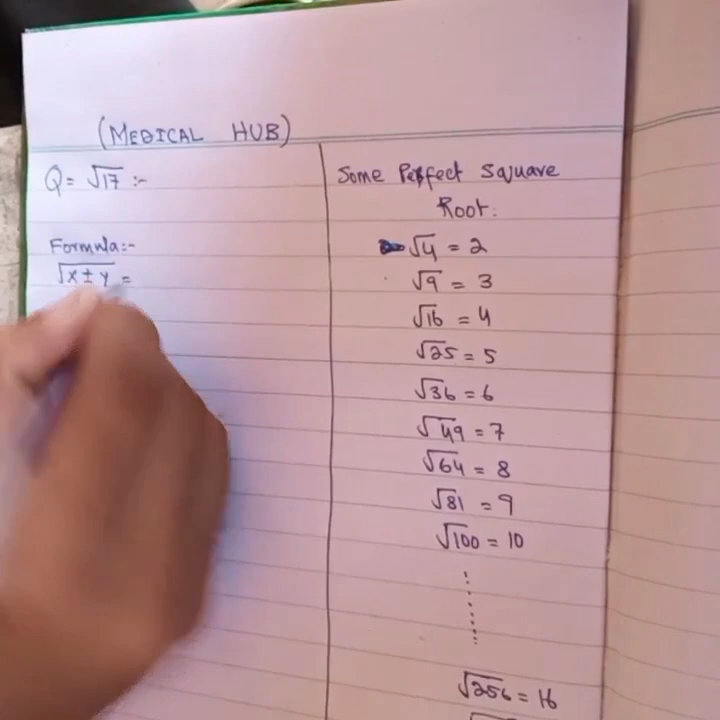 (MEDICAL HUB)
Q= √17 :-
Formula:-
√x ± y =
Some Perfect Square
Root:
√4 = 2
√9 = 3
√16 = 4
√25 = 5
√36 = 6
√49 = 7
√64 = 8
√81 = 9
√100 = 10
√256 = 16